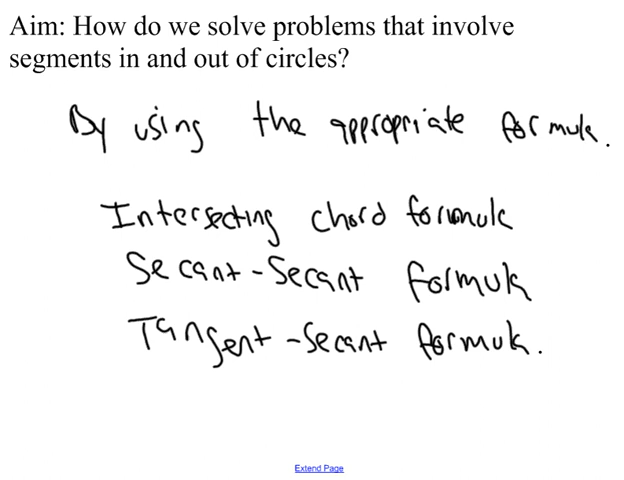 Aim: How do we solve problems that involve
segments in and out of circles?
By using the appropriate formula.
Intersecting chord formula
Secant-Secant formula
Tangent-Secant formula.
Extend Page